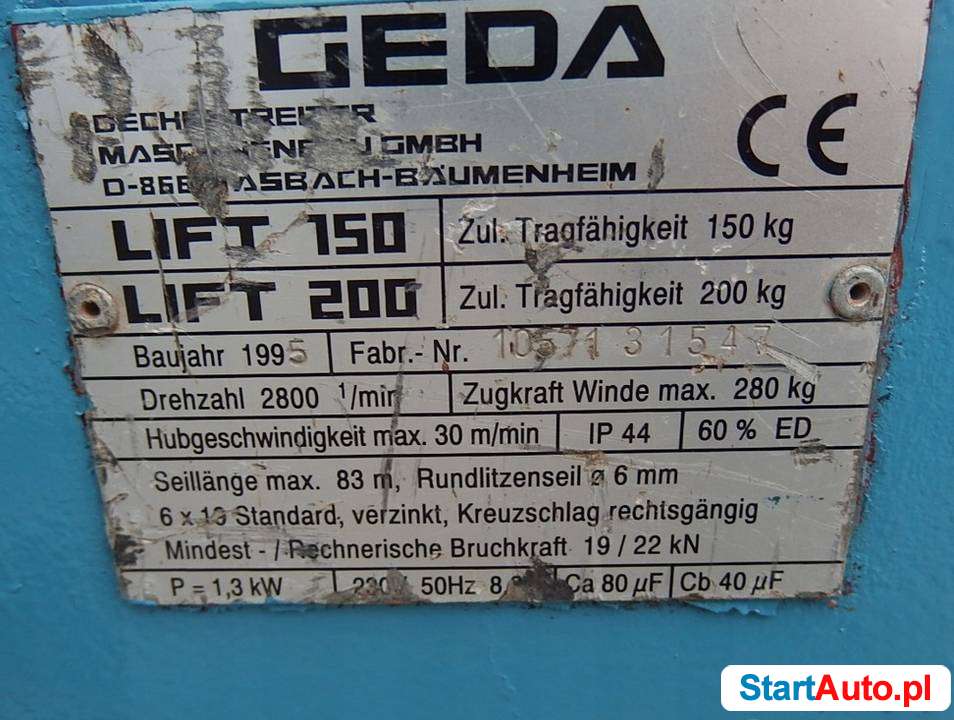 GEDA
GMBH
CE
LIFT 150 Zul. Tragfähigkeit 150 kg
LIFT 200 Zul. Tragfähigkeit 200 kg
Baujahr 1995 Fabr.- Nr.
Drehzahl 2800 1/min Zugkraft Winde max. 280 kg
Hubgeschwindigkeit max. 30 m/min IP 44 60 % ED
Seillänge max. 83 m, Rundlitzenseil ø 6 mm
6 x Standard, verzinkt, Kreuzschlag rechtsgängig
Mindest - / Rechnerische Bruchkraft 19 / 22 kN
P = 1,3 kW 230V 50Hz Ca 80 µF Cb 40 µF
StartAuto.pl